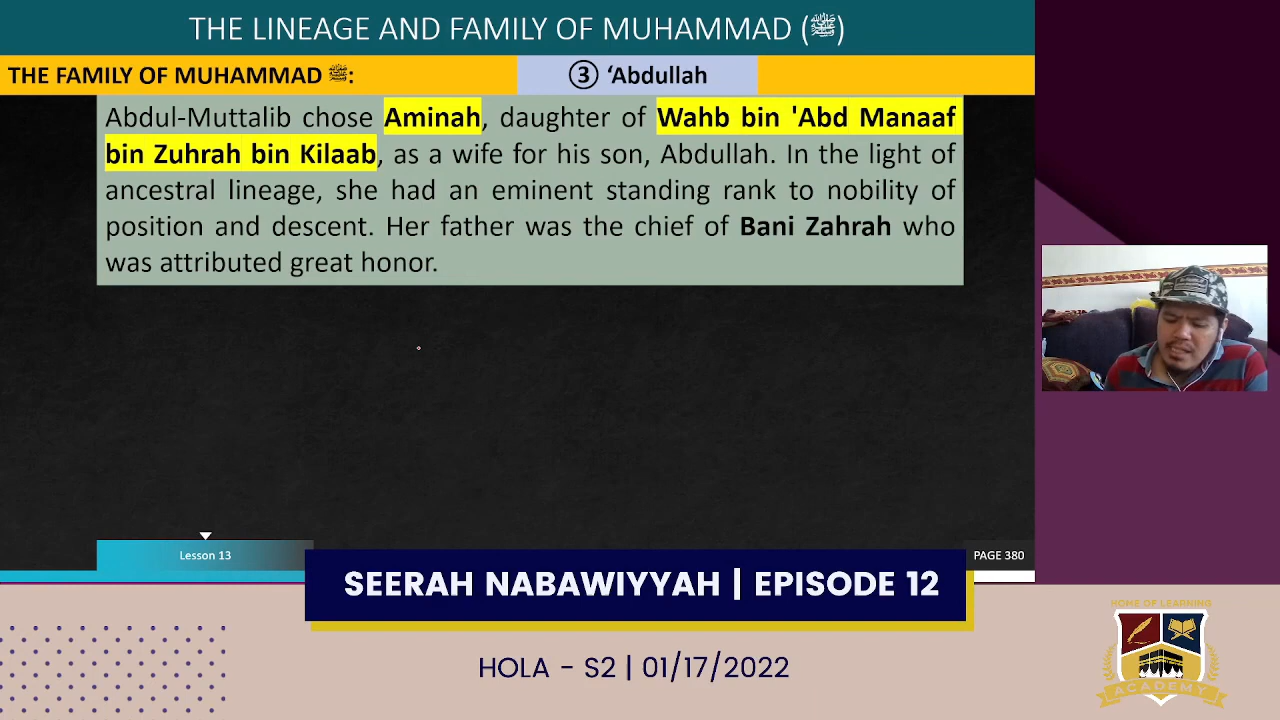 THE LINEAGE AND FAMILY OF MUHAMMAD (ﷺ)
THE FAMILY OF MUHAMMAD ﷺ:
③ ‘Abdullah
Abdul-Muttalib chose Aminah, daughter of Wahb bin 'Abd Manaaf
bin Zuhrah bin Kilaab, as a wife for his son, Abdullah. In the light of
ancestral lineage, she had an eminent standing rank to nobility of
position and descent. Her father was the chief of Bani Zahrah who
was attributed great honor.
Lesson 13
PAGE 380
SEERAH NABAWIYYAH | EPISODE 12
HOLA - S2 | 01/17/2022
HOME OF LEARNING
ACADEMY